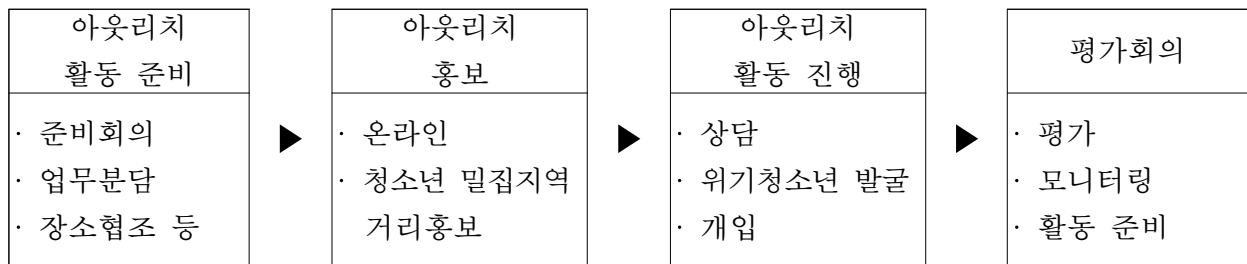 아웃리치
활동 준비
· 준비회의
· 업무분담
· 장소협조 등
▶
아웃리치
홍보
· 온라인
· 청소년 밀집지역
거리홍보
▶
아웃리치
활동 진행
· 상담
· 위기청소년 발굴
· 개입
▶
평가회의
· 평가
· 모니터링
· 활동 준비